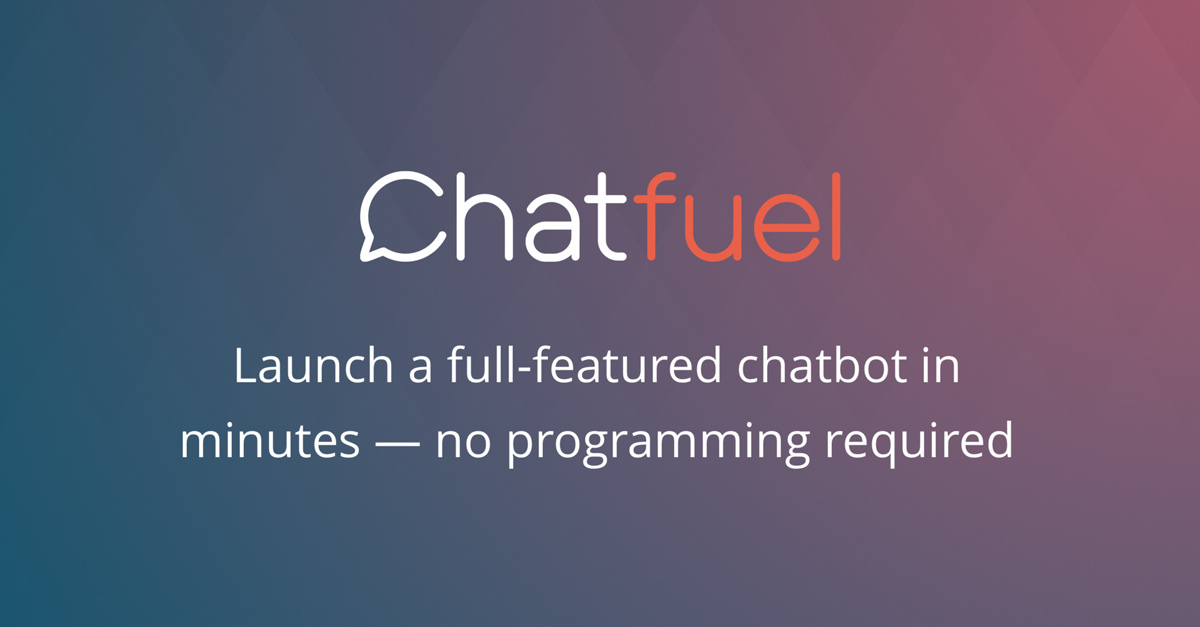 Chatfuel
Launch a full-featured chatbot in
minutes — no programming required